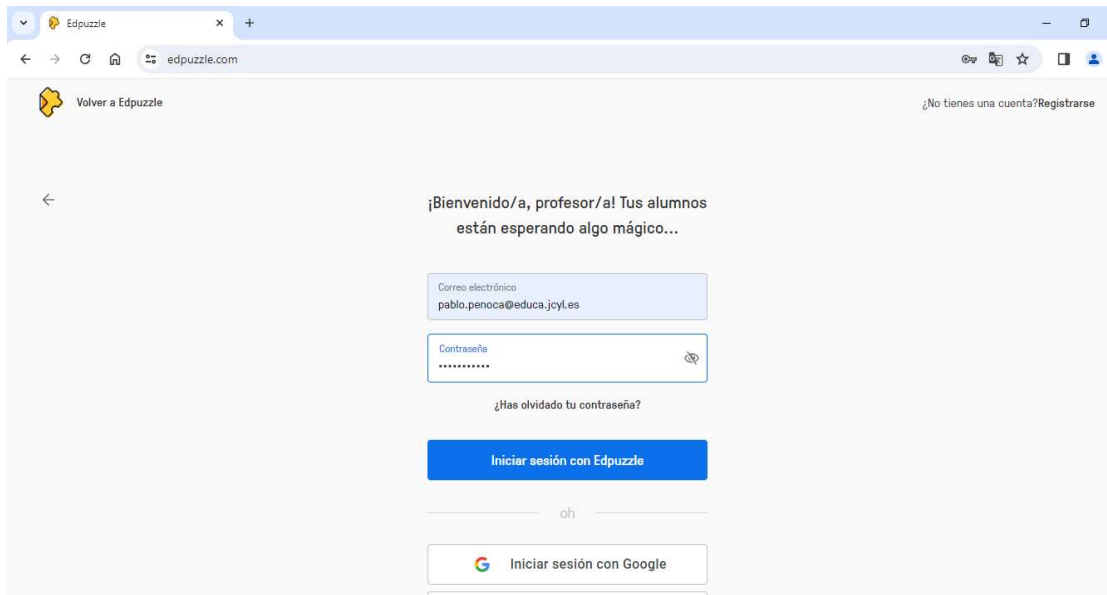 Edpuzzle
edpuzzle.com
Volver a Edpuzzle
¿No tienes una cuenta?Registrarse
¡Bienvenido/a, profesor/a! Tus alumnos
están esperando algo mágico...
Correo electrónico
pablo.penoca@educa.jcyl.es
Contraseña
•••••••••••
¿Has olvidado tu contraseña?
Iniciar sesión con Edpuzzle
oh
Iniciar sesión con Google